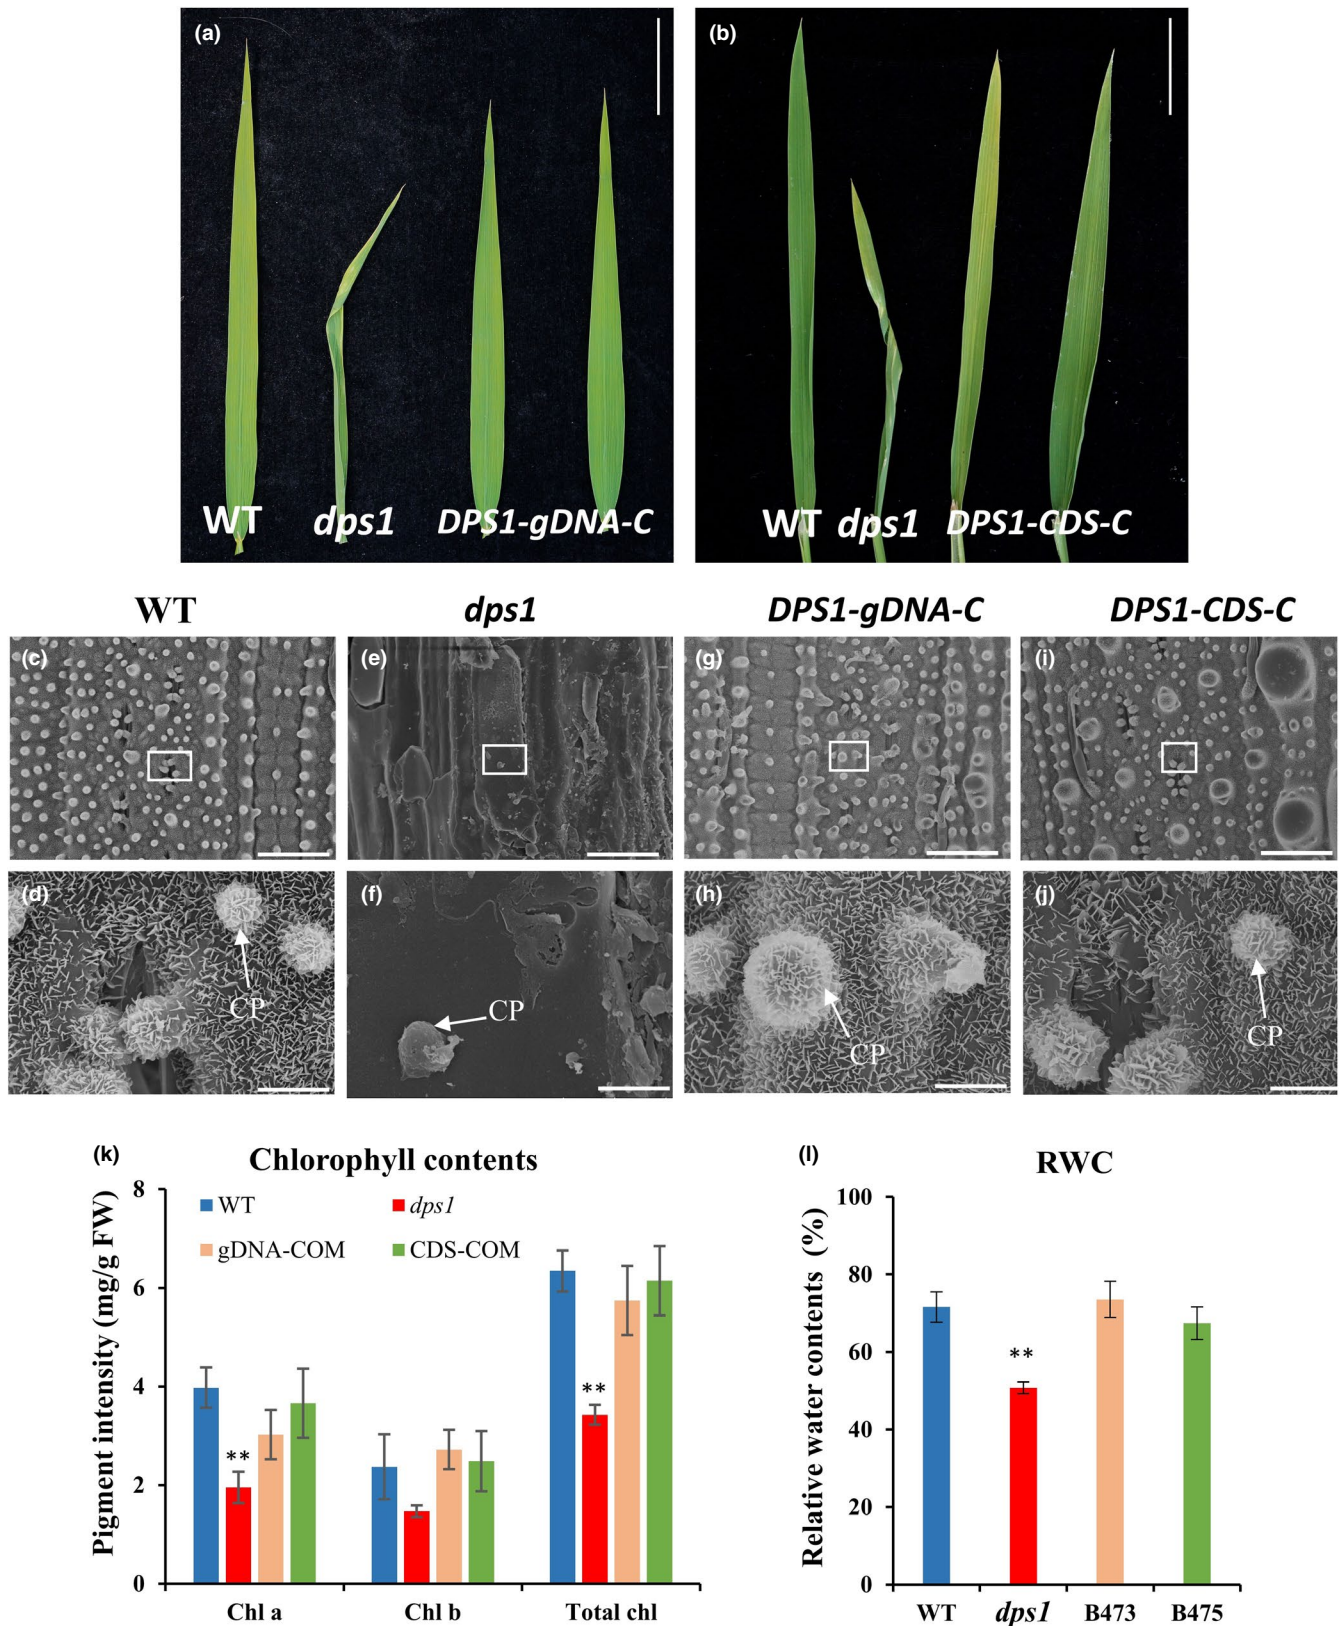 (a)
(b)
WT dps1 DPS1-gDNA-C
WT dps1 DPS1-CDS-C
WT dps1 DPS1-gDNA-C DPS1-CDS-C
(c) (e) (g) (i)
(d) (f) (h) (j)
CP
CP
CP
CP
(k) Chlorophyll contents
Pigment intensity (mg/g FW)
8
6
4
2
0
WT dps1
gDNA-COM CDS-COM
**
**
Chl a Chl b Total chl
(l) RWC
Relative water contents (%)
100
80
60
40
20
0
**
WT dps1 B473 B475